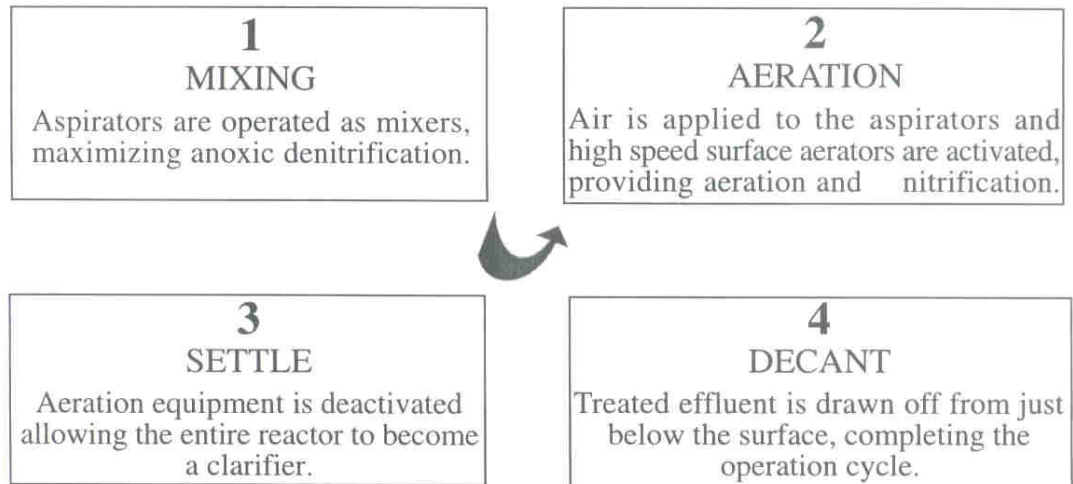 1
MIXING
Aspirators are operated as mixers,
maximizing anoxic denitrification.
2
AERATION
Air is applied to the aspirators and
high speed surface aerators are activated,
providing aeration and nitrification.
3
SETTLE
Aeration equipment is deactivated
allowing the entire reactor to become
a clarifier.
4
DECANT
Treated effluent is drawn off from just
below the surface, completing the
operation cycle.